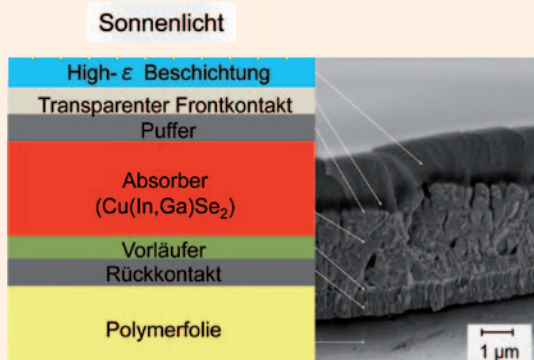 Sonnenlicht
High-ε Beschichtung
Transparenter Frontkontakt
Puffer
Absorber
(Cu(In,Ga)Se₂)
Vorläufer
Rückkontakt
Polymerfolie
1 µm